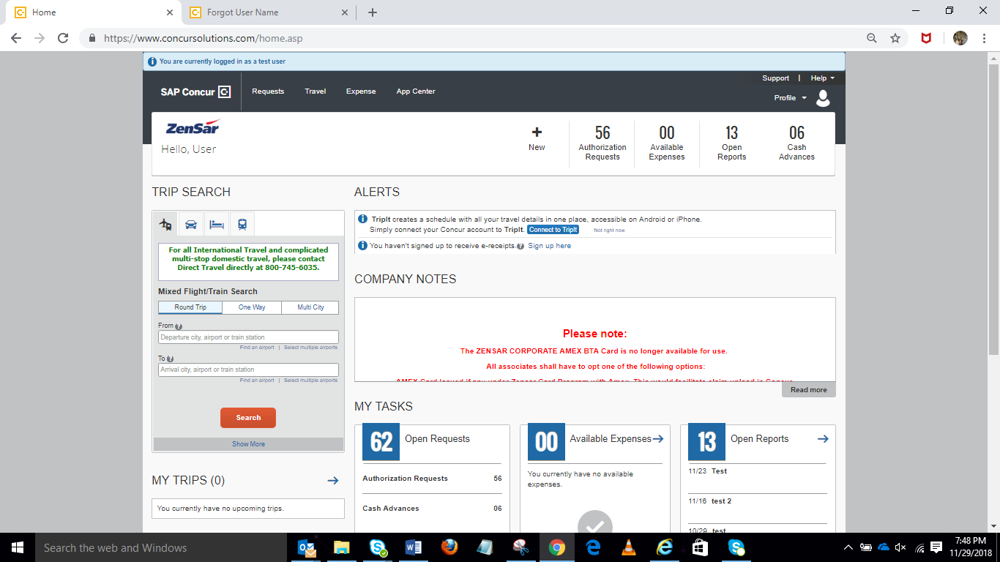 Home
Forgot User Name
https://www.concursolutions.com/home.asp
You are currently logged in as a test user
Support | Help
SAP Concur C
Requests Travel Expense App Center
Profile
ZenSar
Hello, User
+ New
56 Authorization Requests
00 Available Expenses
13 Open Reports
06 Cash Advances
TRIP SEARCH
For all International Travel and complicated
multi-stop domestic travel, please contact
Direct Travel directly at 800-745-6035.
Mixed Flight/Train Search
Round Trip One Way Multi City
From ?
Departure city, airport or train station
Find an airport | Select multiple airports
To ?
Arrival city, airport or train station
Find an airport | Select multiple airports
Search
Show More
MY TRIPS (0)
You currently have no upcoming trips.
ALERTS
TripIt creates a schedule with all your travel details in one place, accessible on Android or iPhone.
Simply connect your Concur account to TripIt. Connect to TripIt Not right now
You haven't signed up to receive e-receipts. ? Sign up here
COMPANY NOTES
Please note:
The ZENSAR CORPORATE AMEX BTA Card is no longer available for use.
All associates shall have to opt one of the following options:
AMEX Card Issued if any under Zensar Card Program with Amex. This would facilitate claim upload in Concur
Read more
MY TASKS
62 Open Requests
Authorization Requests 56
Cash Advances 06
00 Available Expenses
You currently have no available
expenses.
13 Open Reports
11/23 Test
11/16 test 2
10/29 test
Search the web and Windows
7:48 PM
11/29/2018